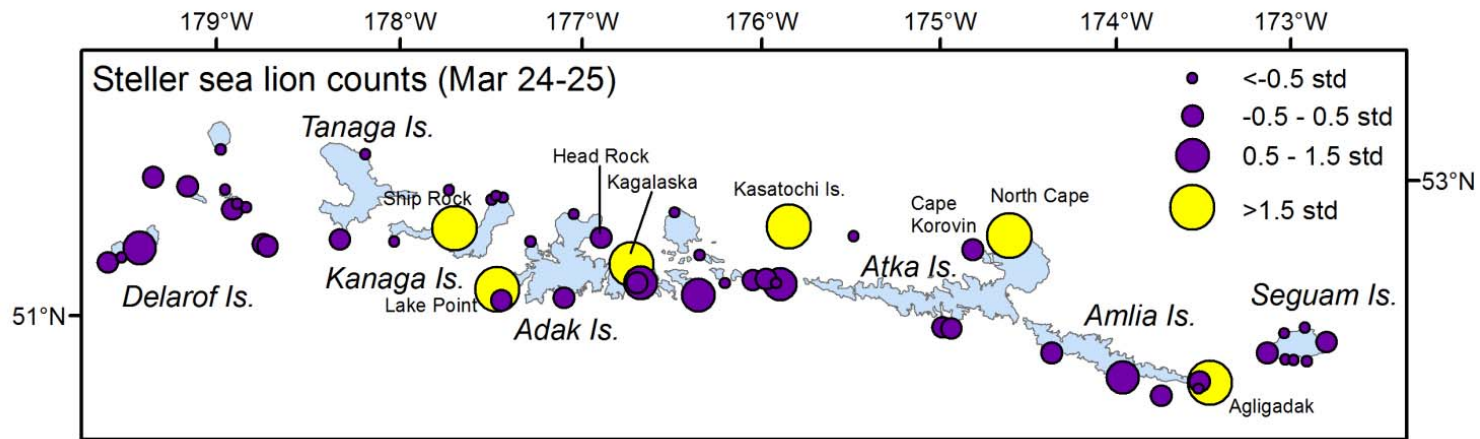 179°W 178°W 177°W 176°W 175°W 174°W 173°W
Steller sea lion counts (Mar 24-25)
<-0.5 std
-0.5 - 0.5 std
0.5 - 1.5 std
>1.5 std
53°N
51°N
Tanaga Is.
Head Rock
Kagalaska
Ship Rock
Kasatochi Is.
Cape
Korovin
North Cape
Delarof Is.
Kanaga Is.
Lake Point
Adak Is.
Atka Is.
Amlia Is.
Seguam Is.
Agligadak